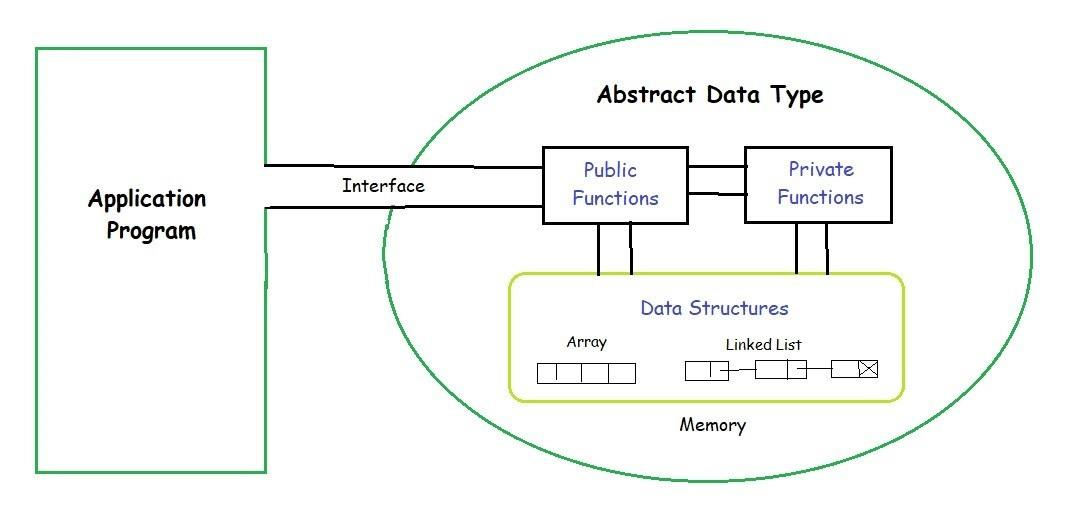 Abstract Data Type
Application
Program
Interface
Public
Functions
Private
Functions
Data Structures
Array
Linked List
Memory